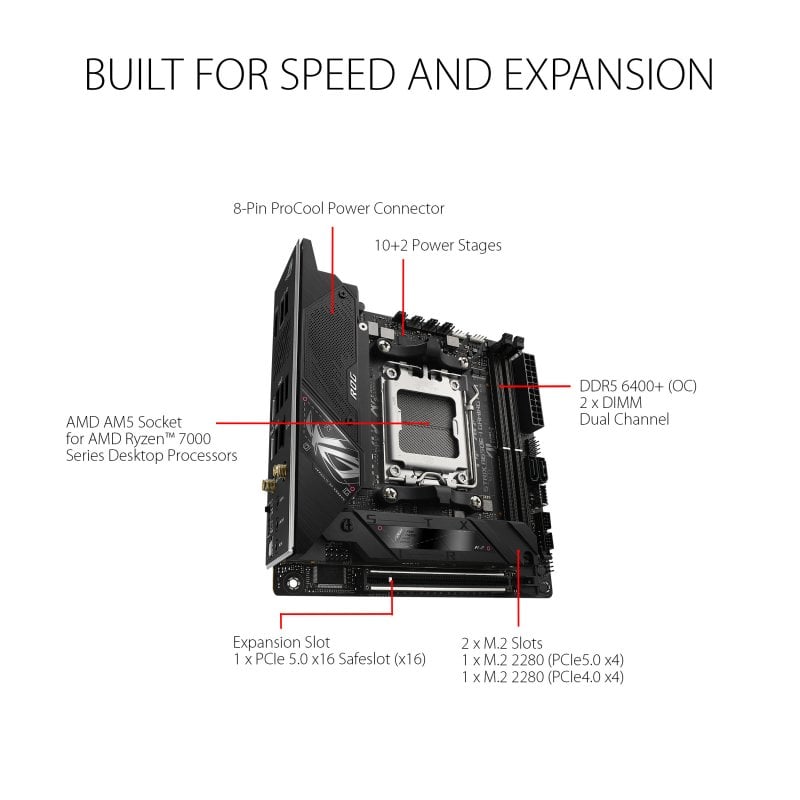 BUILT FOR SPEED AND EXPANSION
8-Pin ProCool Power Connector
10+2 Power Stages
DDR5 6400+ (OC)
2 x DIMM
Dual Channel
AMD AM5 Socket
for AMD Ryzen™ 7000
Series Desktop Processors
ROG
STRIX
Expansion Slot
1 x PCIe 5.0 x16 Safeslot (x16)
2 x M.2 Slots
1 x M.2 2280 (PCIe5.0 x4)
1 x M.2 2280 (PCIe4.0 x4)